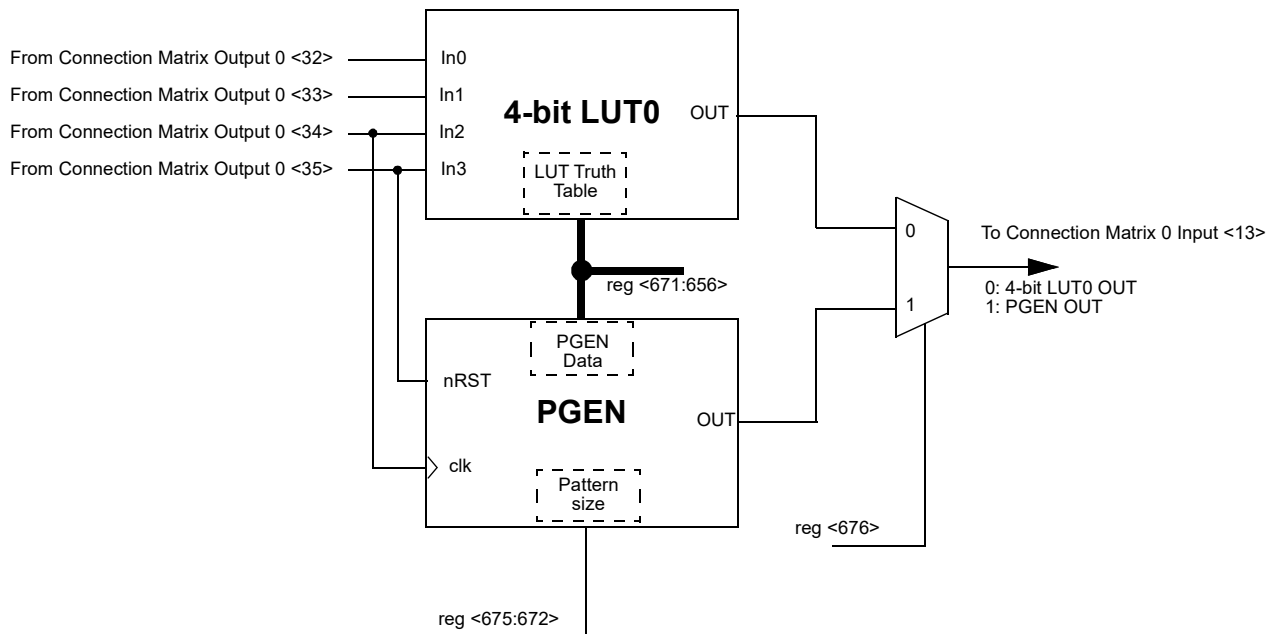 From Connection Matrix Output 0 <32>
In0
From Connection Matrix Output 0 <33>
In1
4-bit LUT0
OUT
From Connection Matrix Output 0 <34>
In2
From Connection Matrix Output 0 <35>
In3
LUT Truth
Table
0
To Connection Matrix 0 Input <13>
reg <671:656>
0: 4-bit LUT0 OUT
1
1: PGEN OUT
PGEN
Data
nRST
PGEN
OUT
clk
Pattern
size
reg <676>
reg <675:672>